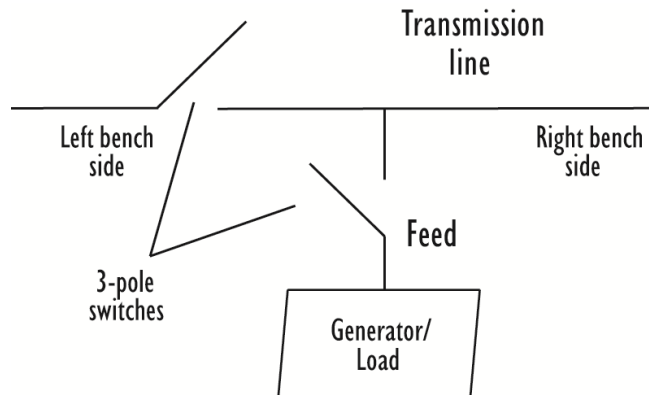 Transmission
line
Left bench
side
Right bench
side
Feed
3-pole
switches
Generator/
Load